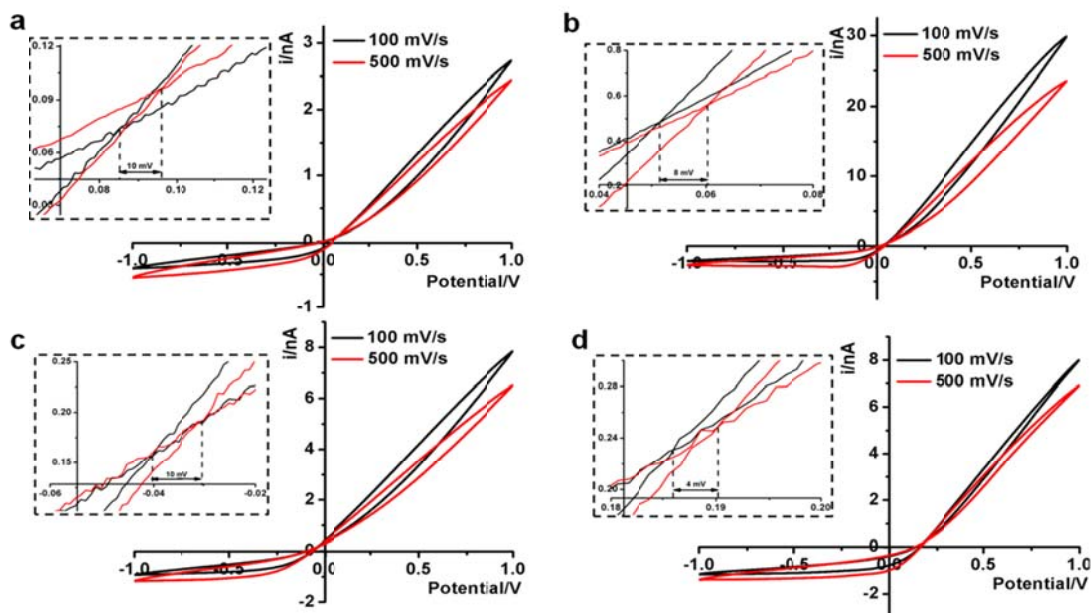 a
i/nA
3
2
1
0
-1
-1.0
-0.5
0.0
0.5
1.0
Potential/V
100 mV/s
500 mV/s
0.12
0.09
0.06
0.03
0.08
0.10
0.12
10 mV
b
i/nA
30
20
10
0
-1.0
-0.5
0.0
0.5
1.0
Potential/V
100 mV/s
500 mV/s
0.8
0.6
0.4
0.2
0.04
0.06
0.08
8 mV
c
i/nA
8
6
4
2
0
-2
-1.0
-0.5
0.0
0.5
1.0
Potential/V
100 mV/s
500 mV/s
0.25
0.20
0.15
-0.06
-0.04
-0.02
10 mV
d
i/nA
8
6
4
2
0
-2
-1.0
-0.5
0.0
0.5
1.0
Potential/V
100 mV/s
500 mV/s
0.28
0.24
0.20
0.18
0.19
0.20
4 mV